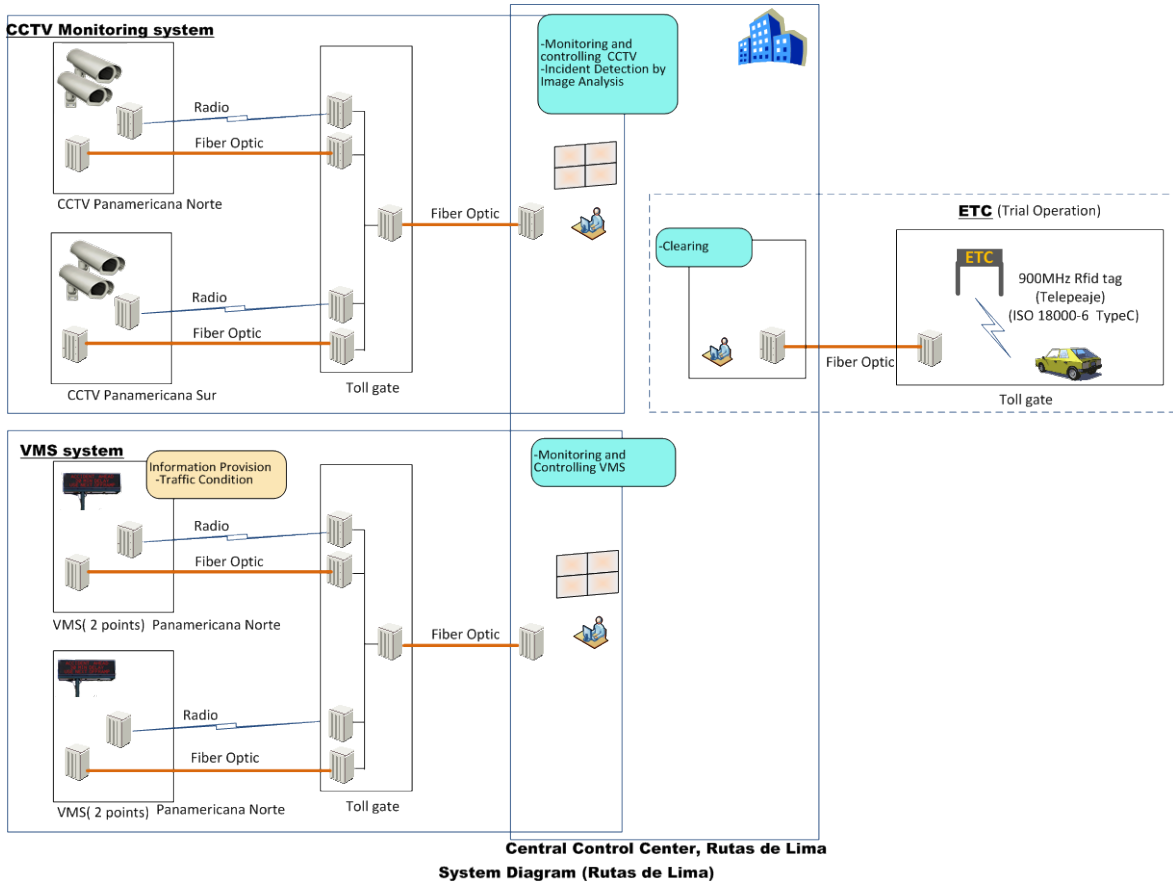 CCTV Monitoring system
-Monitoring and
controlling CCTV
-Incident Detection by
Image Analysis
Radio
Fiber Optic
CCTV Panamericana Norte
Fiber Optic
Radio
Fiber Optic
CCTV Panamericana Sur
Toll gate
ETC (Trial Operation)
-Clearing
ETC
900MHz Rfid tag
(Telepeaje)
(ISO 18000-6 TypeC)
Fiber Optic
Toll gate
VMS system
Information Provision
-Traffic Condition
-Monitoring and
Controlling VMS
Radio
Fiber Optic
VMS( 2 points) Panamericana Norte
Fiber Optic
Radio
Fiber Optic
VMS( 2 points) Panamericana Norte
Toll gate
Central Control Center, Rutas de Lima
System Diagram (Rutas de Lima)